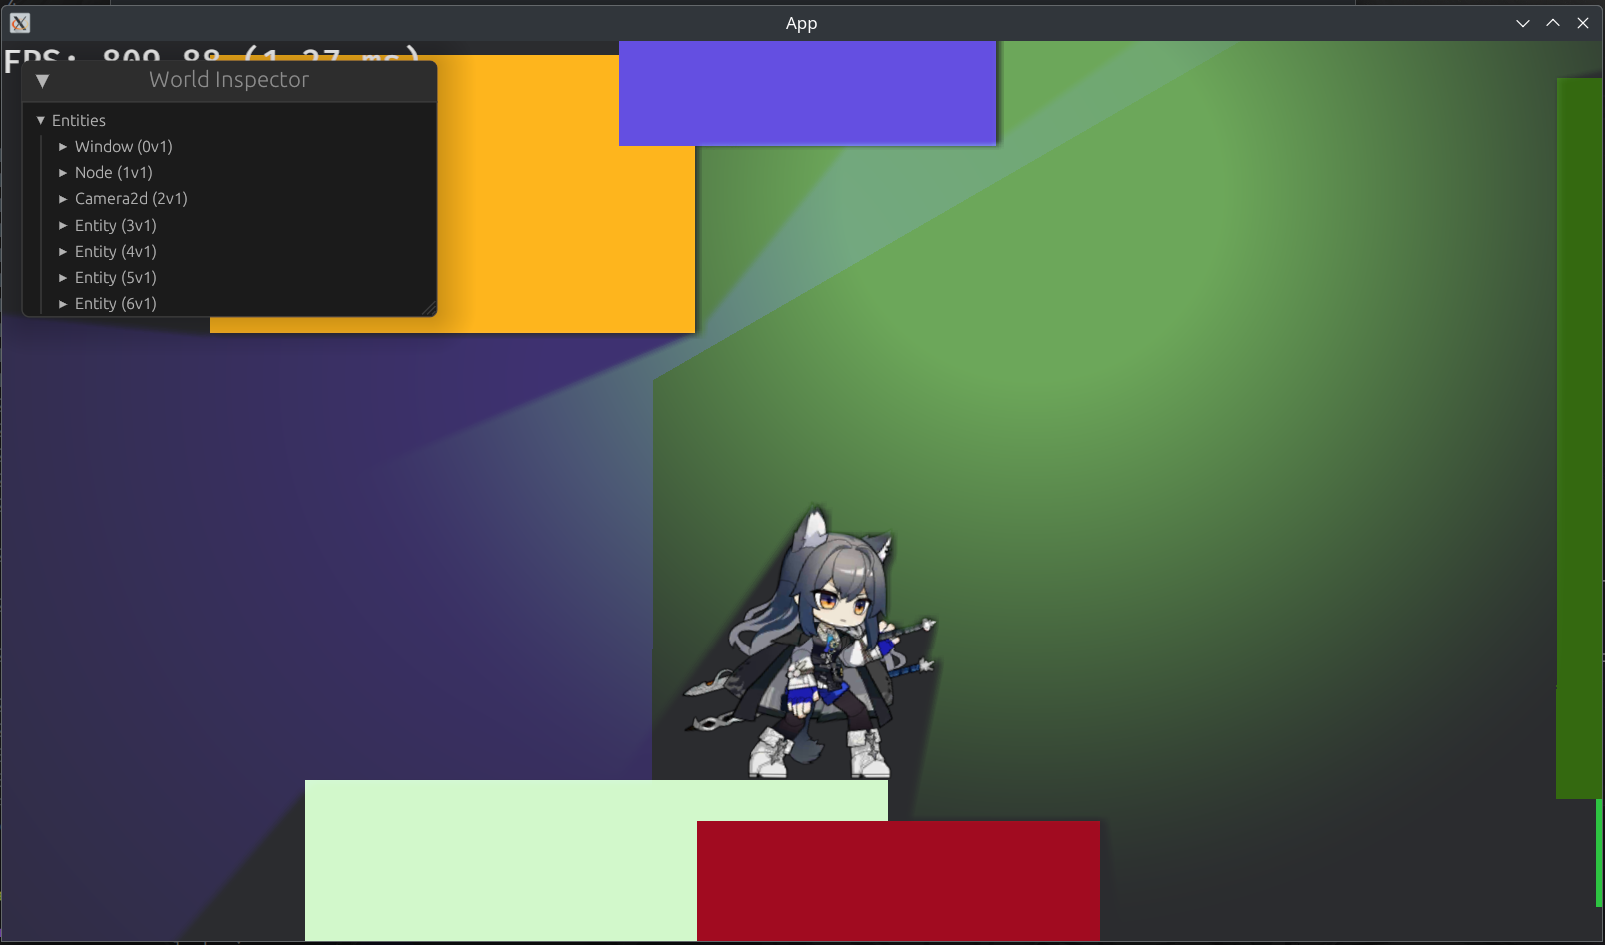 App
FPS: 809.88 (1.27 ms)
World Inspector
Entities
Window (0v1)
Node (1v1)
Camera2d (2v1)
Entity (3v1)
Entity (4v1)
Entity (5v1)
Entity (6v1)